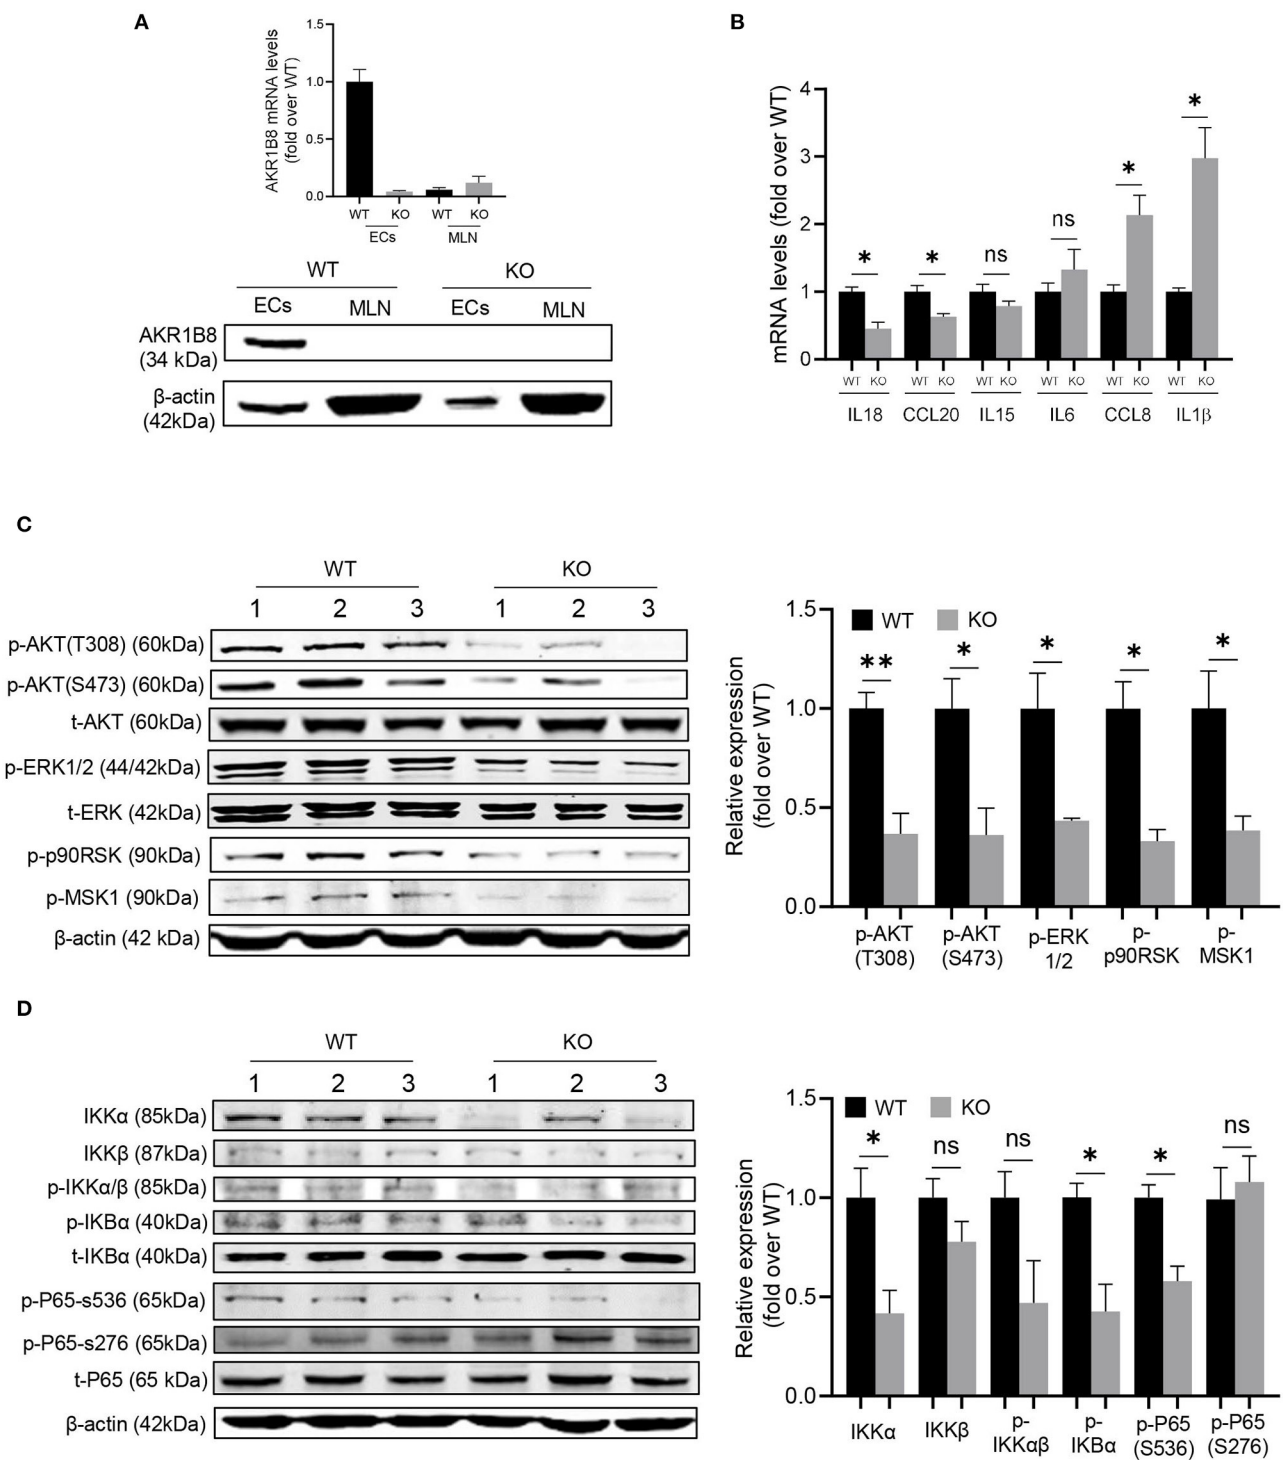 A
AKR1B8 mRNA levels
(fold over WT)
1.5
1.0
0.5
0.0
WT KO WT KO
ECs MLN
WT KO
ECs MLN ECs MLN
AKR1B8
(34 kDa)
β-actin
(42kDa)
B
mRNA levels (fold over WT)
4
3
2
1
0
* * ns ns * *
WT KO WT KO WT KO WT KO WT KO WT KO
IL18 CCL20 IL15 IL6 CCL8 IL1β
C
WT KO
1 2 3 1 2 3
p-AKT(T308) (60kDa)
p-AKT(S473) (60kDa)
t-AKT (60kDa)
p-ERK1/2 (44/42kDa)
t-ERK (42kDa)
p-p90RSK (90kDa)
p-MSK1 (90kDa)
β-actin (42 kDa)
Relative expression
(fold over WT)
1.5
1.0
0.5
0.0
WT KO
** * * * *
p-AKT
(T308)
p-AKT
(S473)
p-ERK
1/2
p-
p90RSK
p-
MSK1
D
WT KO
1 2 3 1 2 3
IKKα (85kDa)
IKKβ (87kDa)
p-IKKα/β (85kDa)
p-IKBα (40kDa)
t-IKBα (40kDa)
p-P65-s536 (65kDa)
p-P65-s276 (65kDa)
t-P65 (65 kDa)
β-actin (42kDa)
Relative expression
(fold over WT)
1.5
1.0
0.5
0.0
WT KO
* ns ns * * ns
IKKα
IKKβ
p-
IKKαβ
p-
IKBα
p-P65
(S536)
p-P65
(S276)